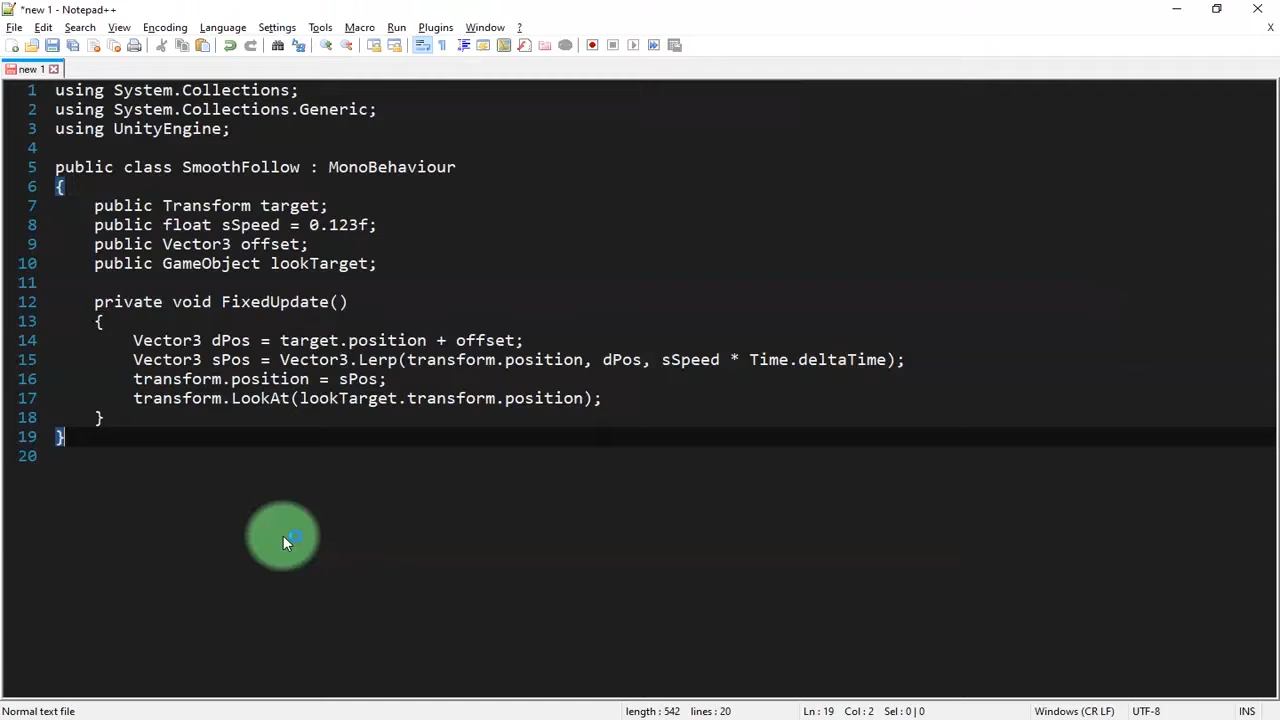 *new 1 - Notepad++
File Edit Search View Encoding Language Settings Tools Macro Run Plugins Window ? X
new 1
1 using System.Collections;
2 using System.Collections.Generic;
3 using UnityEngine;
4
5 public class SmoothFollow : MonoBehaviour
6 {
7     public Transform target;
8     public float sSpeed = 0.123f;
9     public Vector3 offset;
10     public GameObject lookTarget;
11
12     private void FixedUpdate()
13     {
14         Vector3 dPos = target.position + offset;
15         Vector3 sPos = Vector3.Lerp(transform.position, dPos, sSpeed * Time.deltaTime);
16         transform.position = sPos;
17         transform.LookAt(lookTarget.transform.position);
18     }
19 }
20
Normal text file length : 542 lines : 20 Ln : 19 Col : 2 Sel : 0 | 0 Windows (CR LF) UTF-8 INS